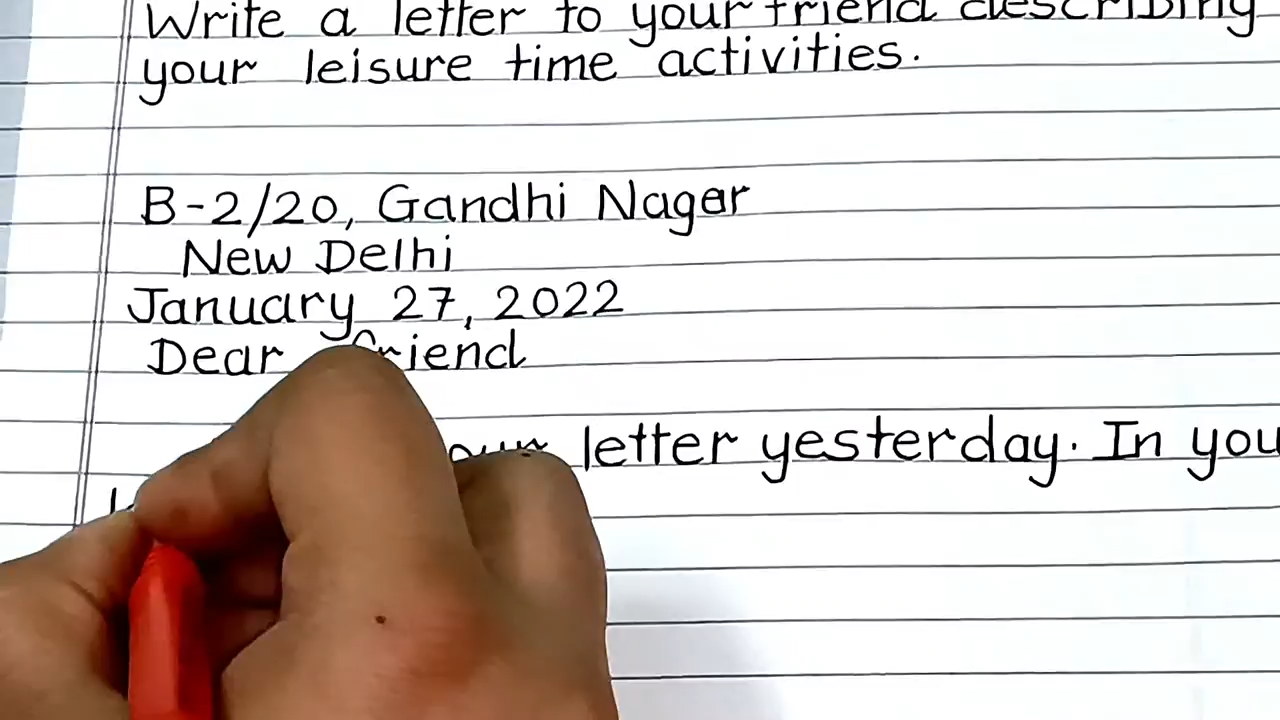 Write a letter to your friend describing
your leisure time activities.
B-2/20, Gandhi Nagar
New Delhi
January 27, 2022
Dear friend
letter yesterday. In you